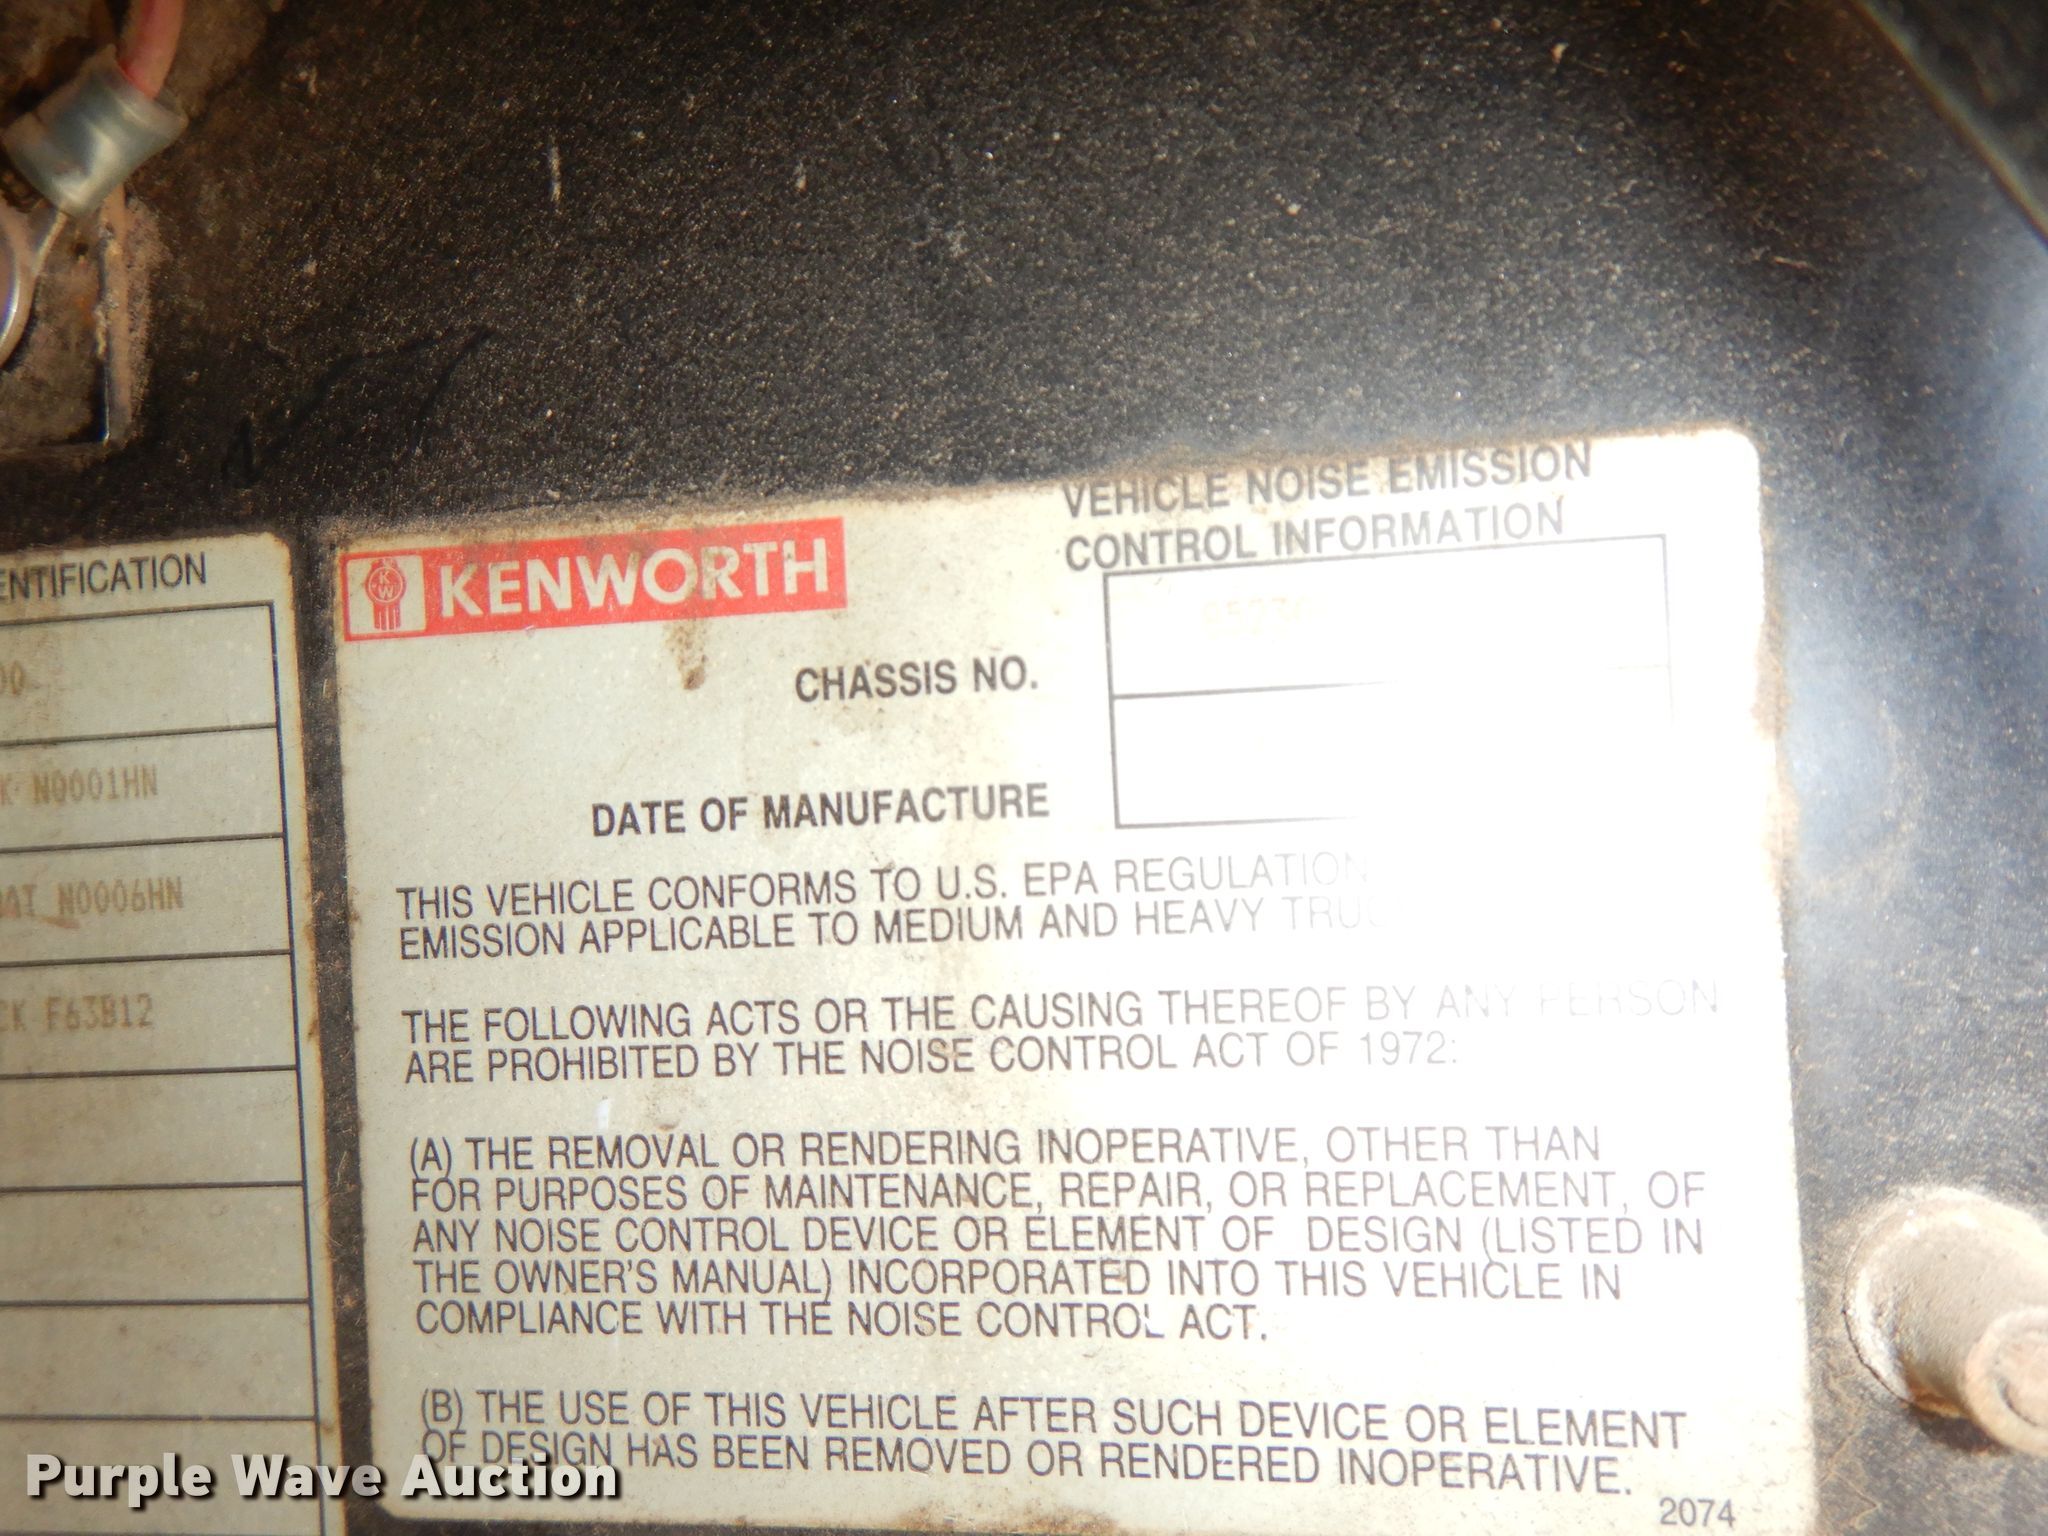 ENTIFICATION
00
K N0001HN
N0006HN
CK F63B12
KW KENWORTH
VEHICLE NOISE EMISSION
CONTROL INFORMATION
CHASSIS NO.
DATE OF MANUFACTURE
THIS VEHICLE CONFORMS TO U.S. EPA REGULATION
EMISSION APPLICABLE TO MEDIUM AND HEAVY TRUC
THE FOLLOWING ACTS OR THE CAUSING THEREOF BY ANY PERSON
ARE PROHIBITED BY THE NOISE CONTROL ACT OF 1972:
(A) THE REMOVAL OR RENDERING INOPERATIVE, OTHER THAN
FOR PURPOSES OF MAINTENANCE, REPAIR, OR REPLACEMENT, OF
ANY NOISE CONTROL DEVICE OR ELEMENT OF DESIGN (LISTED IN
THE OWNER'S MANUAL) INCORPORATED INTO THIS VEHICLE IN
COMPLIANCE WITH THE NOISE CONTROL ACT.
(B) THE USE OF THIS VEHICLE AFTER SUCH DEVICE OR ELEMENT
OF DESIGN HAS BEEN REMOVED OR RENDERED INOPERATIVE.
2074
Purple Wave Auction